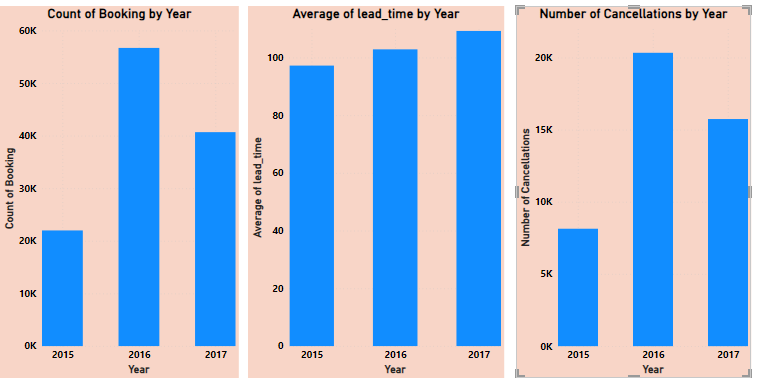 Count of Booking by Year
60K
50K
40K
30K
20K
10K
0K
Count of Booking
2015 2016 2017
Year
Average of lead_time by Year
100
80
60
40
20
0
Average of lead_time
2015 2016 2017
Year
Number of Cancellations by Year
20K
15K
10K
5K
0K
Number of Cancellations
2015 2016 2017
Year